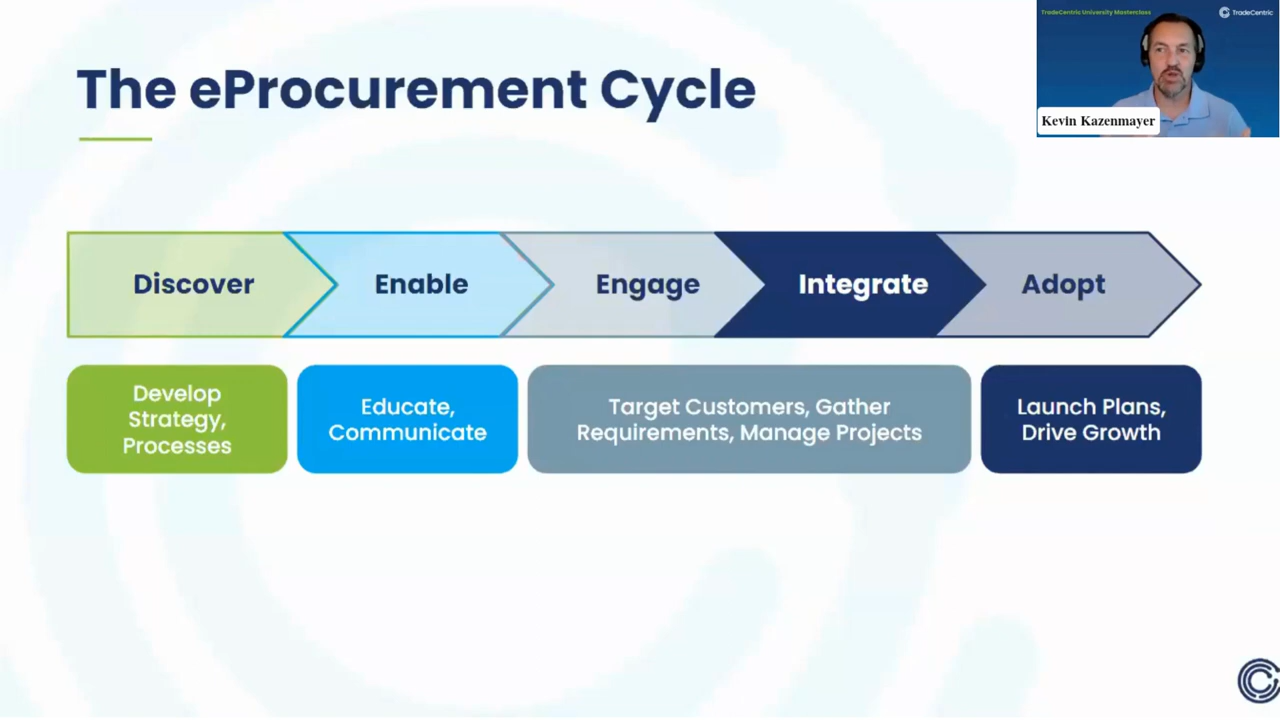 TradeCentric University Masterclass
TradeCentric
The eProcurement Cycle
Kevin Kazenmayer
Discover
Enable
Engage
Integrate
Adopt
Develop
Strategy,
Processes
Educate,
Communicate
Target Customers, Gather
Requirements, Manage Projects
Launch Plans,
Drive Growth